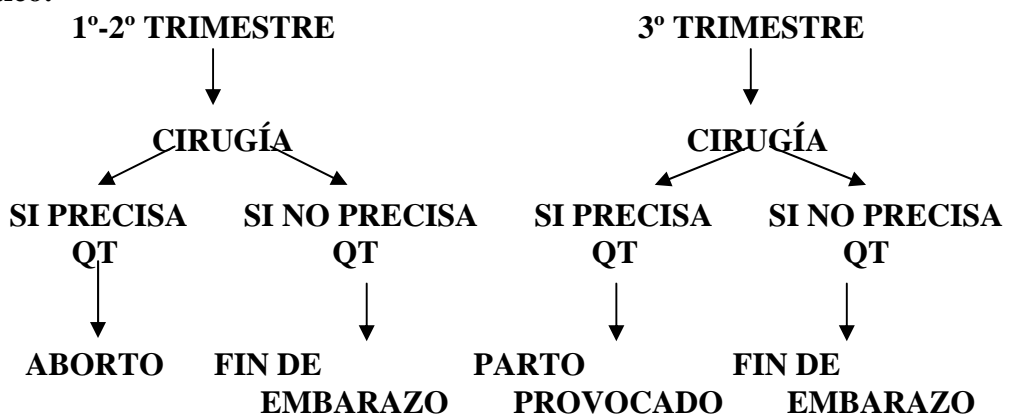 1º-2º TRIMESTRE 3º TRIMESTRE
CIRUGÍA CIRUGÍA
SI PRECISA SI NO PRECISA SI PRECISA SI NO PRECISA
QT QT QT QT
ABORTO FIN DE PARTO FIN DE
EMBARAZO PROVOCADO EMBARAZO